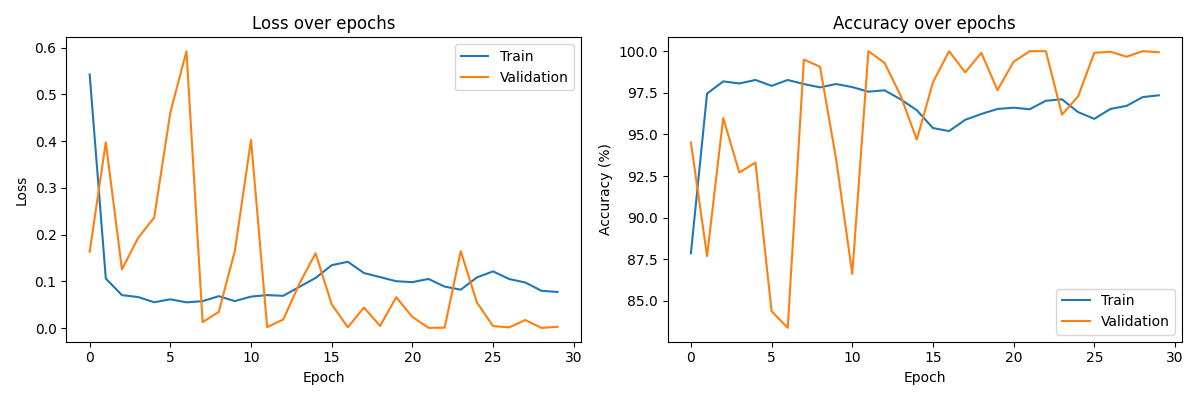 Loss over epochs
Loss
0.6
0.5
0.4
0.3
0.2
0.1
0.0
Train
Validation
0 5 10 15 20 25 30
Epoch
Accuracy over epochs
Accuracy (%)
100.0
97.5
95.0
92.5
90.0
87.5
85.0
Train
Validation
0 5 10 15 20 25 30
Epoch